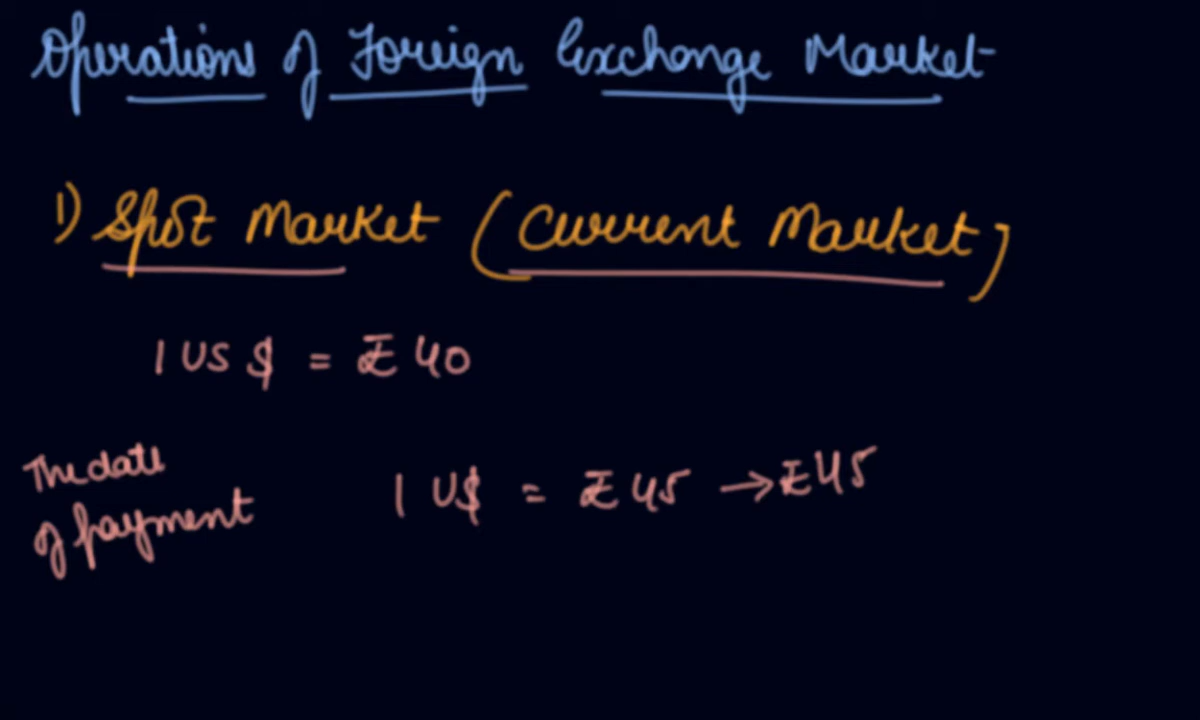 Operations of Foreign Exchange Market
1) Spot Market (Current Market)
1 US $ = ₹ 40
The date
of payment
1 U$ = ₹ 45 → ₹ 45